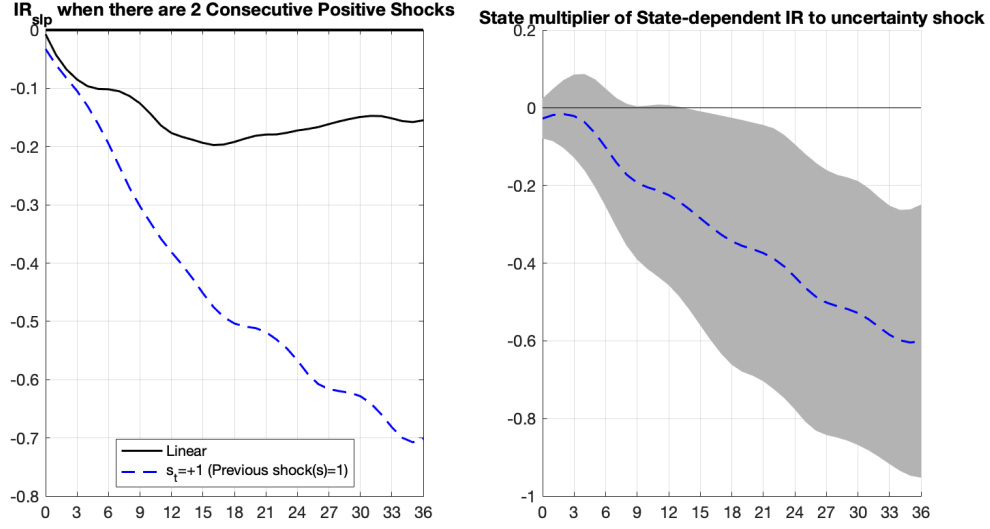 IR_slp when there are 2 Consecutive Positive Shocks
0
-0.1
-0.2
-0.3
-0.4
-0.5
-0.6
-0.7
-0.8
Linear
s_t=+1 (Previous shock(s)=1)
0 3 6 9 12 15 18 21 24 27 30 33 36
State multiplier of State-dependent IR to uncertainty shock
0.2
0
-0.2
-0.4
-0.6
-0.8
-1
0 3 6 9 12 15 18 21 24 27 30 33 36